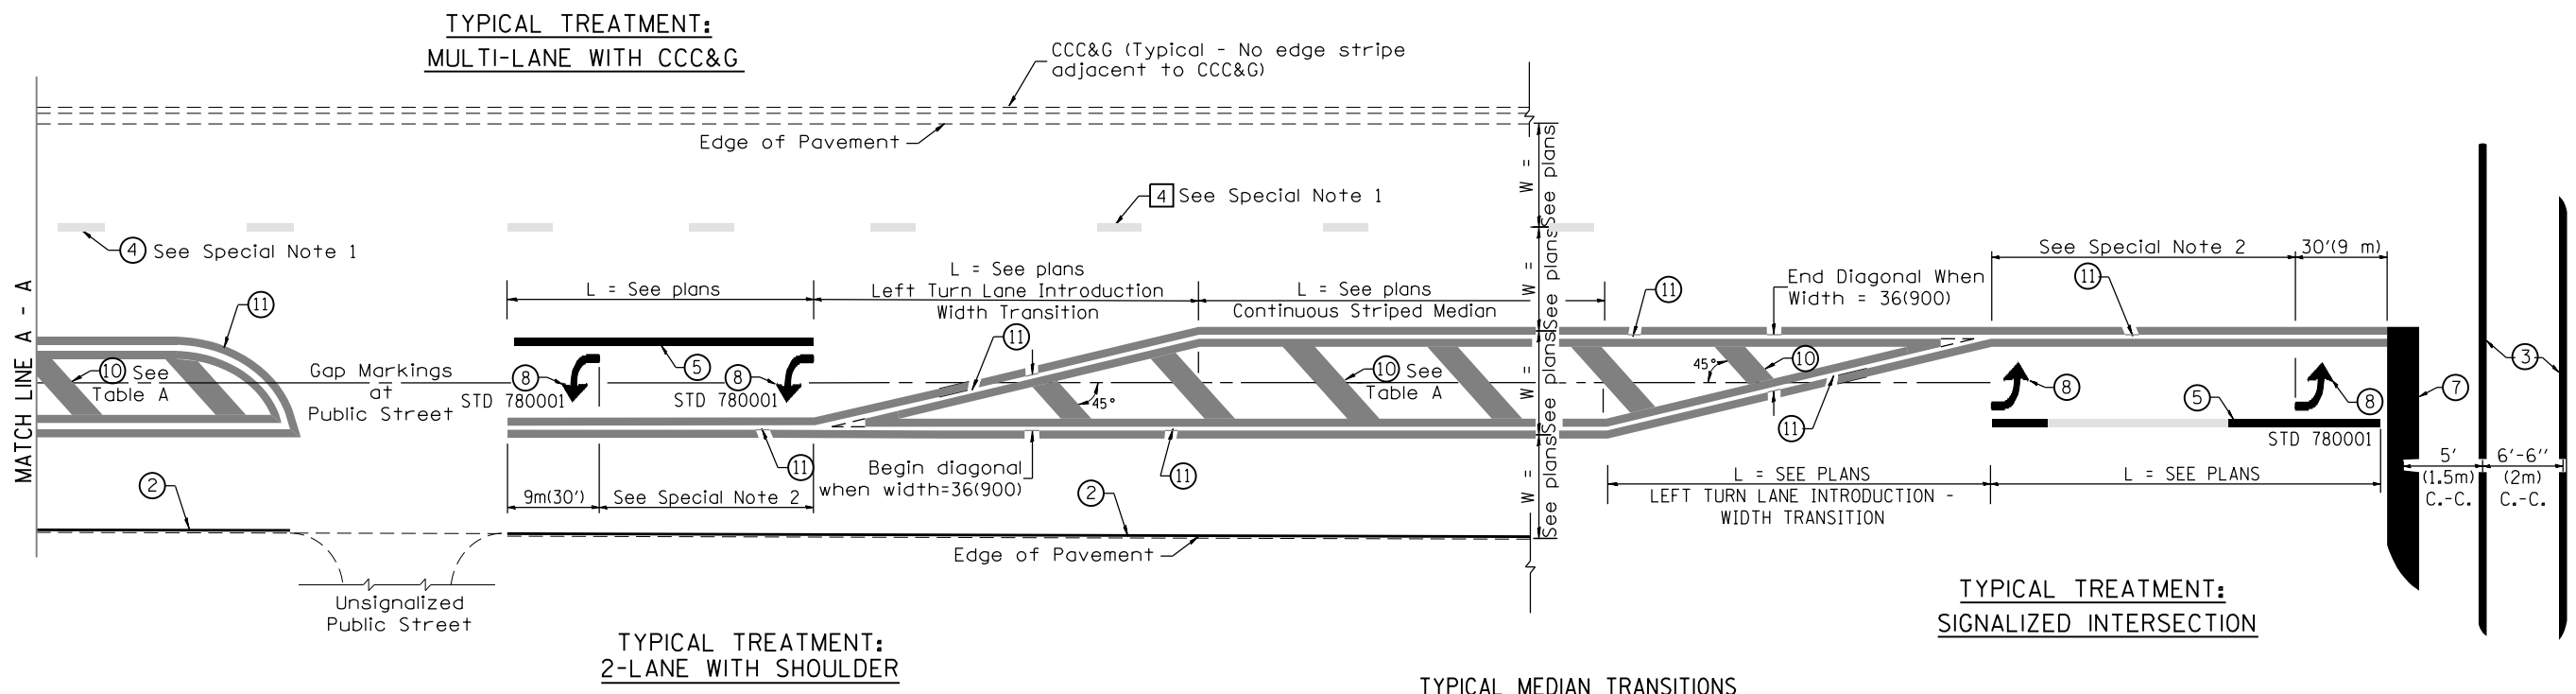 TYPICAL TREATMENT:
MULTI-LANE WITH CCC&G
CCC&G (Typical - No edge stripe
adjacent to CCC&G)
Edge of Pavement
4 See Special Note 1
4 See Special Note 1
W =
See plans
W =
See plans
W =
See plans
W =
See plans
MATCH LINE A - A
11
10 See
Table A
Gap Markings
at
Public Street
L = See plans
5
8
STD 780001
8
STD 780001
L = See plans
Left Turn Lane Introduction
Width Transition
11
L = See plans
Continuous Striped Median
45°
10 See
Table A
11
End Diagonal When
Width = 36(900)
45°
10
11
See Special Note 2
30'(9 m)
11
8
8
5
STD 780001
7
3
5'
(1.5m)
C.-C.
6'-6"
(2m)
C.-C.
2
9m(30')
See Special Note 2
11
Begin diagonal
when width=36(900)
11
2
L = SEE PLANS
LEFT TURN LANE INTRODUCTION -
WIDTH TRANSITION
L = SEE PLANS
Edge of Pavement
Unsignalized
Public Street
TYPICAL TREATMENT:
2-LANE WITH SHOULDER
TYPICAL TREATMENT:
SIGNALIZED INTERSECTION
TYPICAL MEDIAN TRANSITIONS